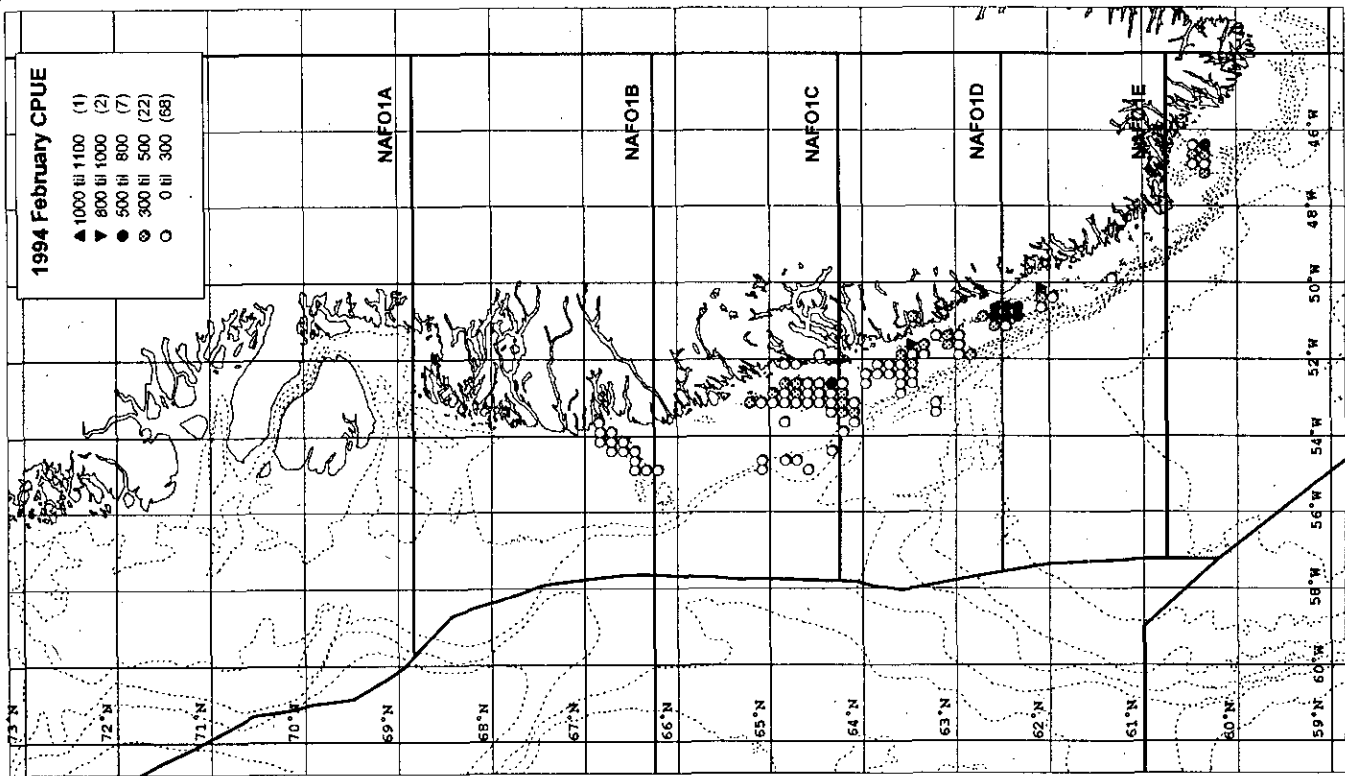 1994 February CPUE
▲ 1000 til 1100 (1)
▼ 800 til 1000 (2)
● 500 til 800 (7)
⊗ 300 til 500 (22)
○ 0 til 300 (68)
NAFO1A
NAFO1B
NAFO1C
NAFO1D
NAFO1E
73°N
72°N
71°N
70°N
69°N
68°N
67°N
66°N
65°N
64°N
63°N
62°N
61°N
60°N
59°N
60°W
58°W
56°W
54°W
52°W
50°W
48°W
46°W